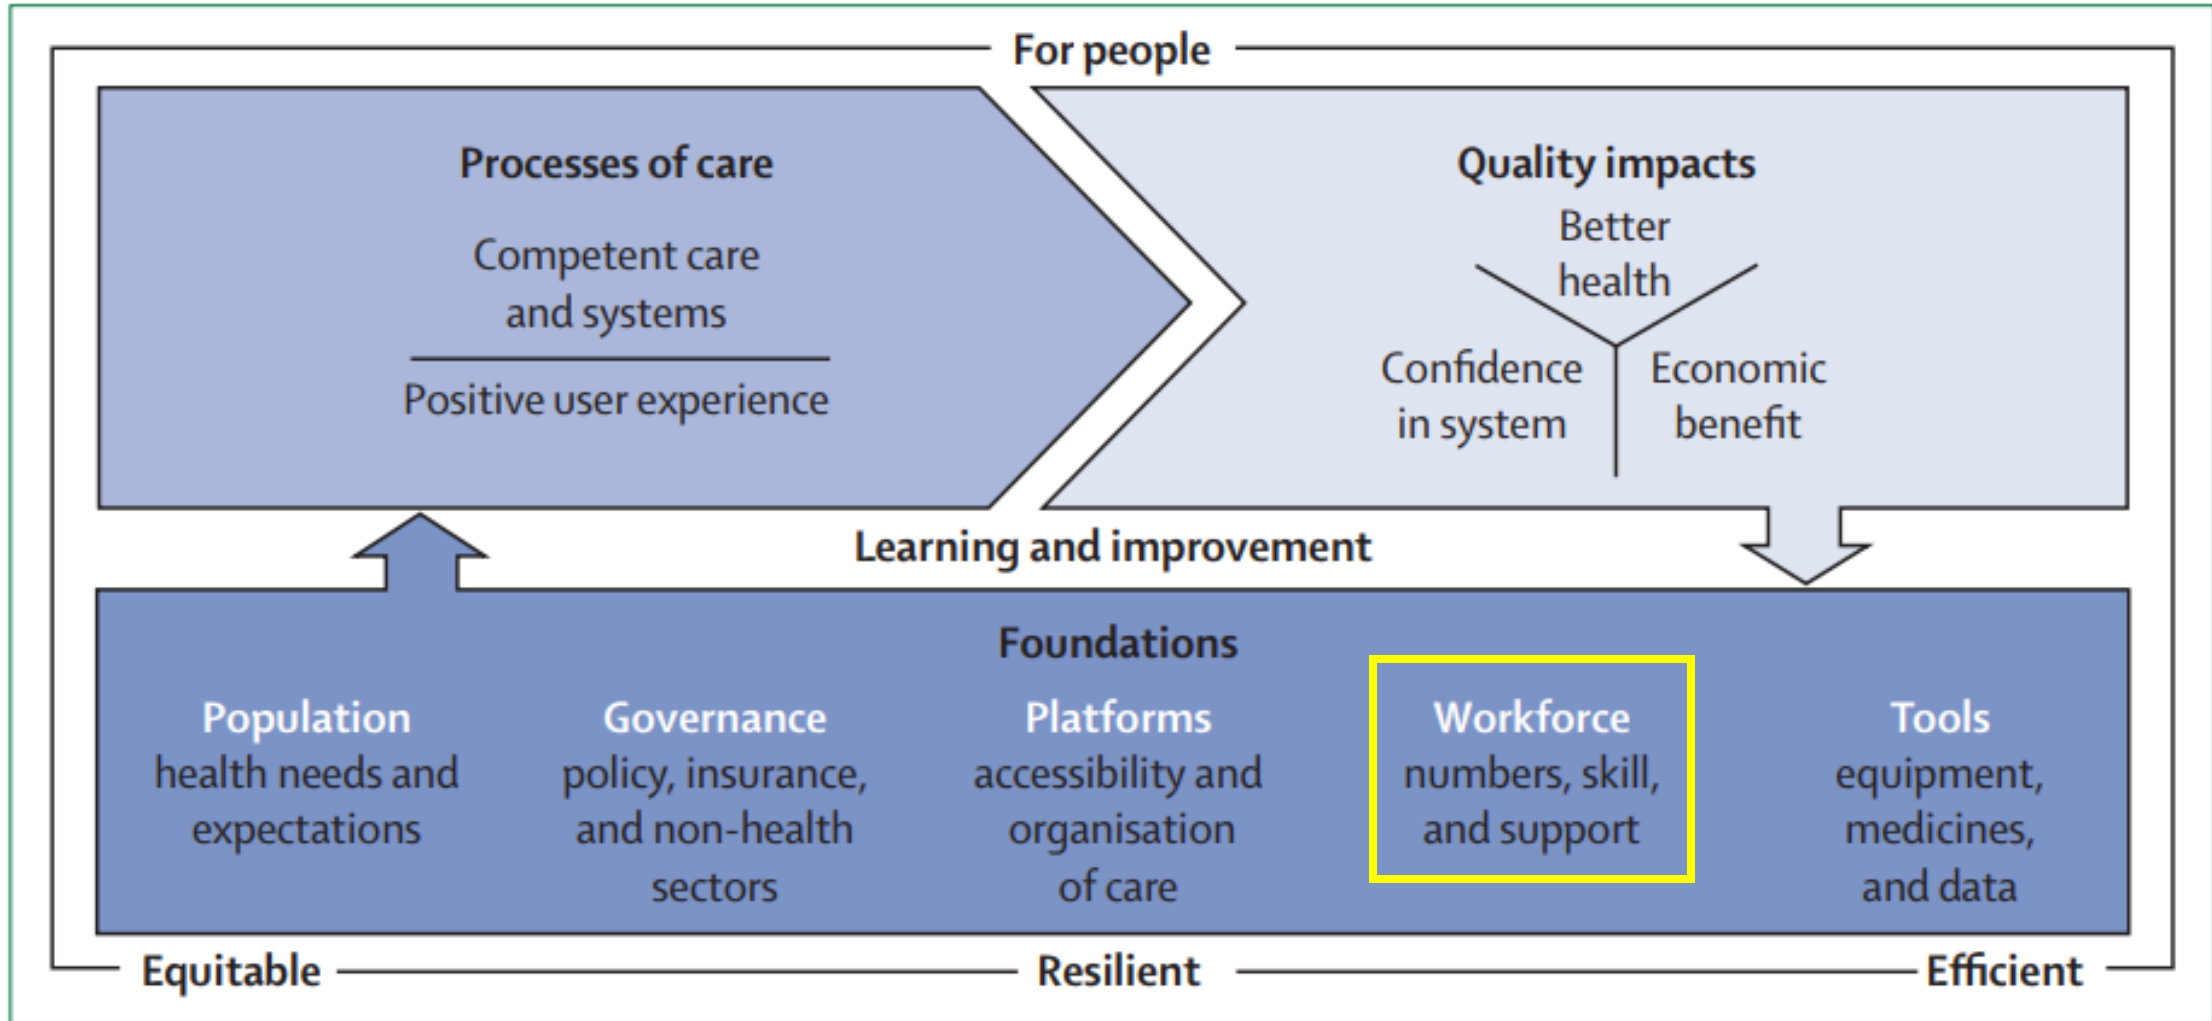 For people
Processes of care
Competent care
and systems
Positive user experience
Quality impacts
Better
health
Confidence
in system
Economic
benefit
Learning and improvement
Foundations
Population
health needs and
expectations
Governance
policy, insurance,
and non-health
sectors
Platforms
accessibility and
organisation
of care
Workforce
numbers, skill,
and support
Tools
equipment,
medicines,
and data
Equitable
Resilient
Efficient